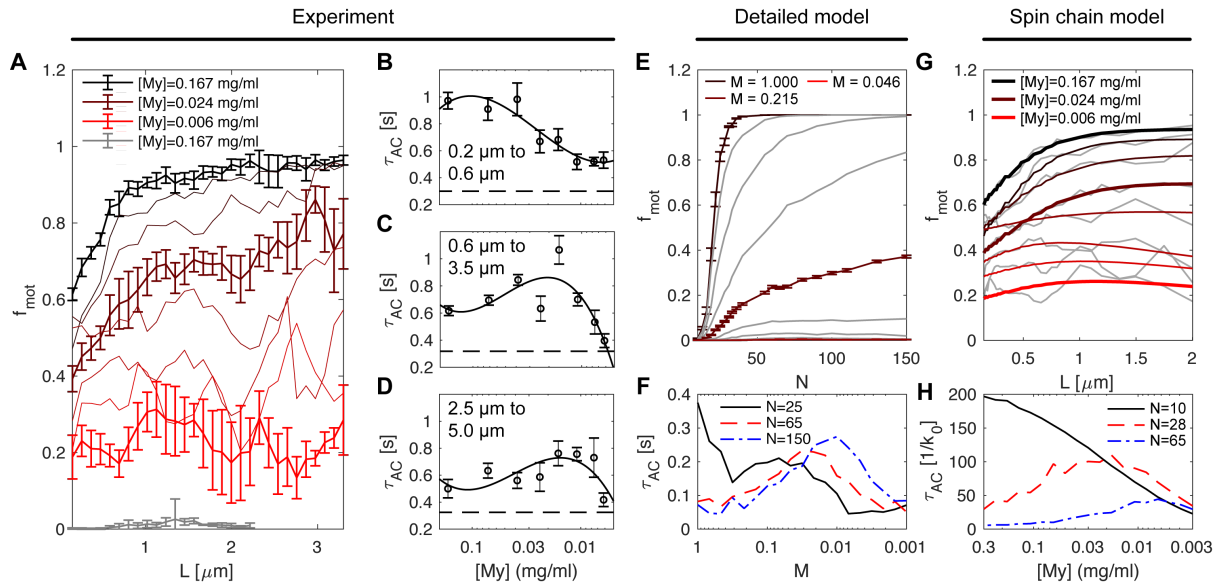 Experiment
Detailed model
Spin chain model
A
1.2
1
0.8
0.6
0.4
0.2
0
f_mot
[My]=0.167 mg/ml
[My]=0.024 mg/ml
[My]=0.006 mg/ml
[My]=0.167 mg/ml
1
2
3
L [μm]
B
1.2
1
0.8
0.6
0.4
0.2
τ_AC [s]
0.2 μm to
0.6 μm
C
1.2
1
0.8
0.6
0.4
0.2
τ_AC [s]
0.6 μm to
3.5 μm
D
1.2
1
0.8
0.6
0.4
0.2
0
τ_AC [s]
2.5 μm to
5.0 μm
0.1
0.03
0.01
[My] (mg/ml)
E
1.2
1
0.8
0.6
0.4
0.2
0
f_mot
M = 1.000
M = 0.046
M = 0.215
50
100
150
N
F
0.4
0.3
0.2
0.1
0
τ_AC [s]
N=25
N=65
N=150
1
0.1
0.01
0.001
M
G
1.2
1
0.8
0.6
0.4
0.2
0
f_mot
[My]=0.167 mg/ml
[My]=0.024 mg/ml
[My]=0.006 mg/ml
0.5
1
1.5
2
L [μm]
H
200
150
100
50
0
τ_AC [1/k_0]
N=10
N=28
N=65
0.3
0.1
0.03
0.01
0.003
[My] (mg/ml)